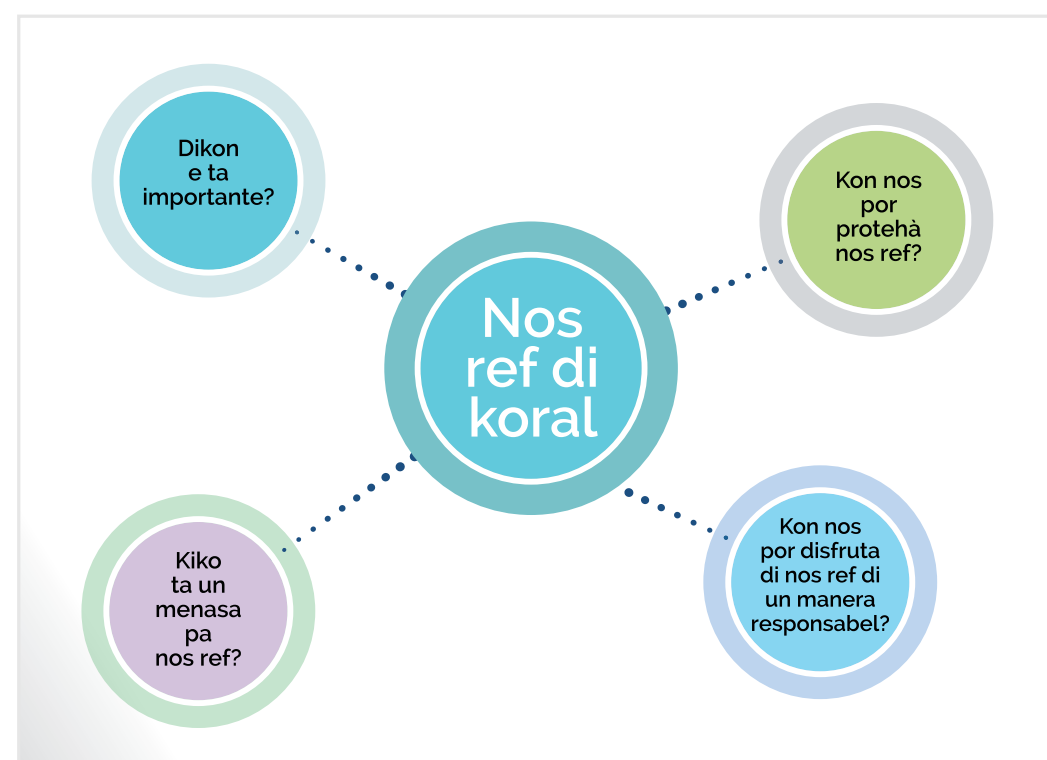 Dikon
e ta
importante?
Kon nos
por
protehà
nos ref?
Nos
ref di
koral
Kiko
ta un
menasa
pa
nos ref?
Kon nos
por disfruta
di nos ref di
un manera
responsabel?